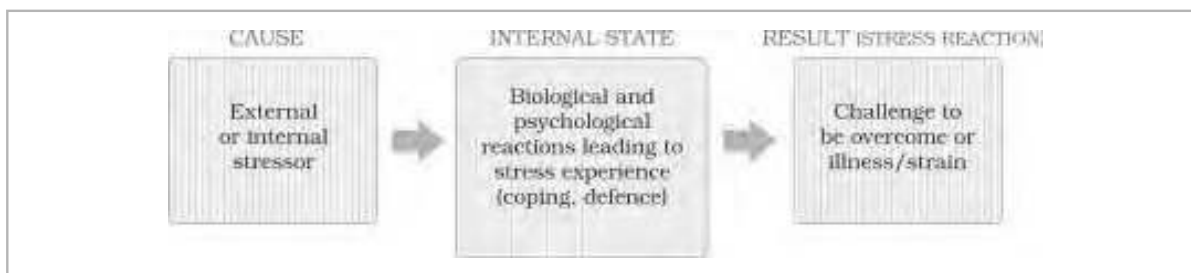 CAUSE
External
or internal
stressor
INTERNAL STATE
Biological and
psychological
reactions leading to
stress experience
(coping, defence)
RESULT (STRESS REACTION)
Challenge to
be overcome or
illness/strain